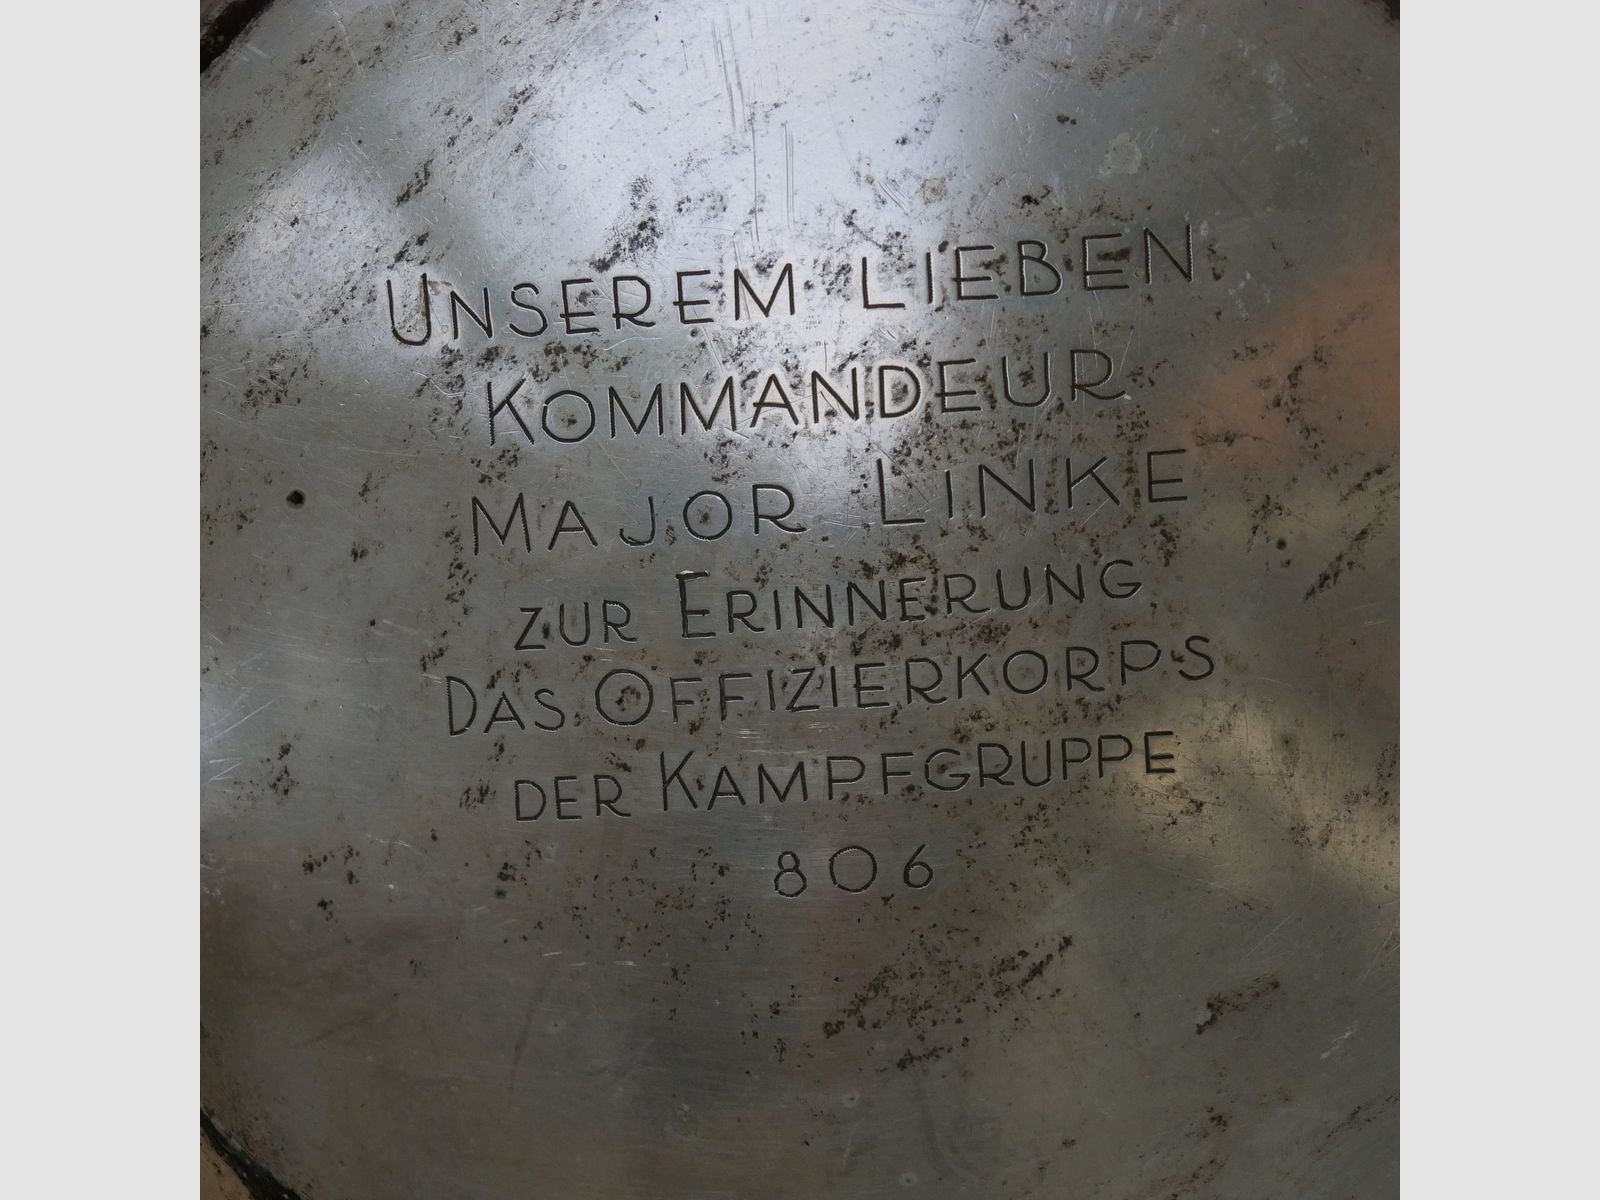 UNSEREM LIEBEN
KOMMANDEUR
MAJOR LINKE
ZUR ERINNERUNG
DAS OFFIZIERKORPS
DER KAMPFGRUPPE
806